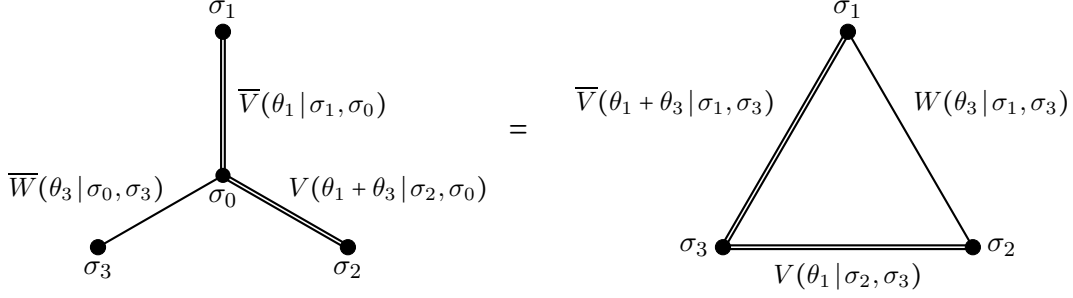 σ₁
σ₁
V̅(θ₁ | σ₁, σ₀)
V̅(θ₁ + θ₃ | σ₁, σ₃)
W(θ₃ | σ₁, σ₃)
=
W̅(θ₃ | σ₀, σ₃)
V(θ₁ + θ₃ | σ₂, σ₀)
σ₀
σ₃
σ₂
σ₃
σ₂
V(θ₁ | σ₂, σ₃)